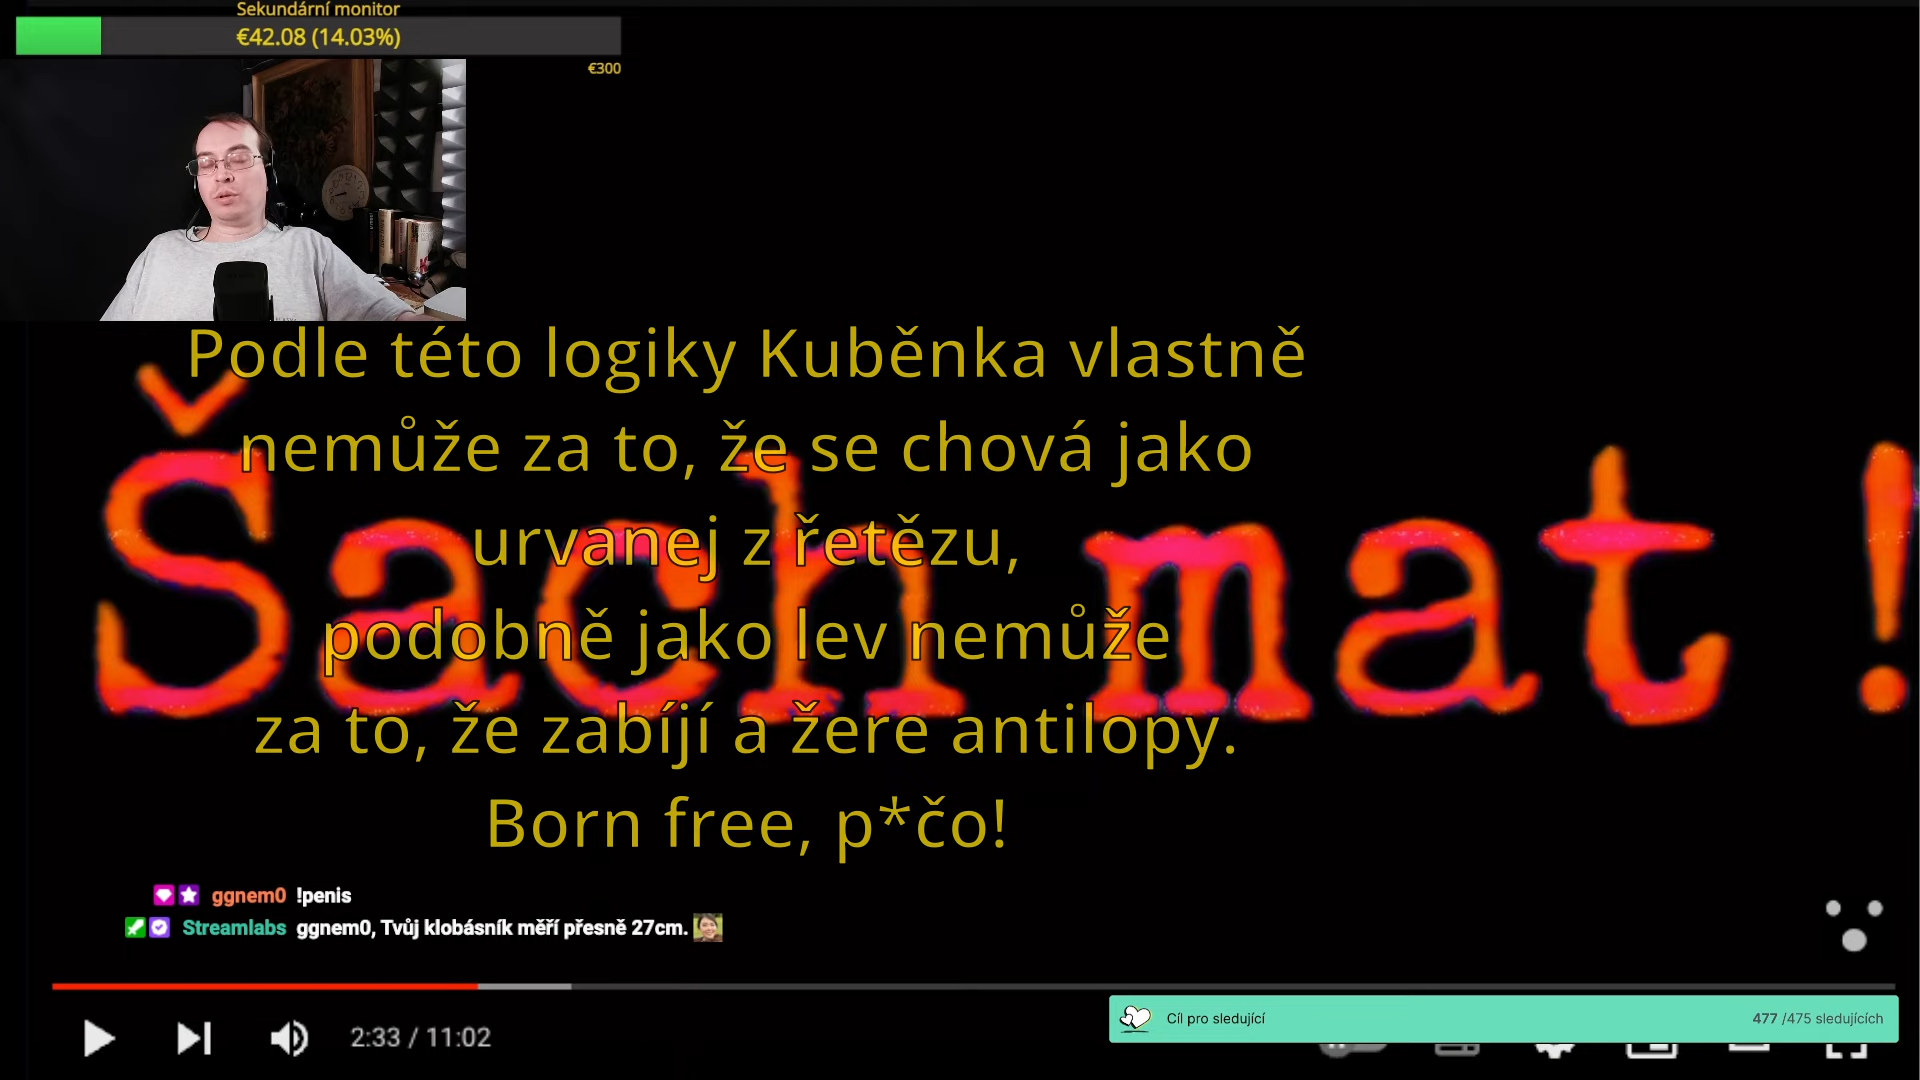 Sekundární monitor
€42.08 (14.03%)
€300
Podle této logiky Kuběnka vlastně
nemůže za to, že se chová jako
urvanej z řetězu,
podobně jako lev nemůže
za to, že zabíjí a žere antilopy.
Born free, p*čo!
Šach mat !
ggnem0 !penis
Streamlabs ggnem0, Tvůj klobásník měří přesně 27cm.
Cíl pro sledující
477 /475 sledujících
2:33 / 11:02